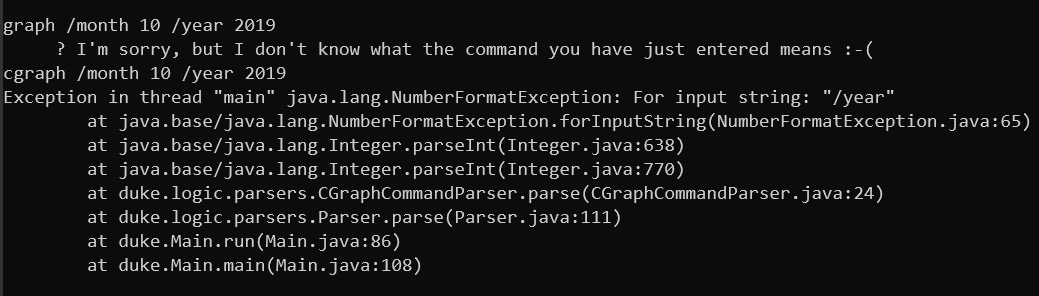 graph /month 10 /year 2019
? I'm sorry, but I don't know what the command you have just entered means :-(
cgraph /month 10 /year 2019
Exception in thread "main" java.lang.NumberFormatException: For input string: "/year"
at java.base/java.lang.NumberFormatException.forInputString(NumberFormatException.java:65)
at java.base/java.lang.Integer.parseInt(Integer.java:638)
at java.base/java.lang.Integer.parseInt(Integer.java:770)
at duke.logic.parsers.CGraphCommandParser.parse(CGraphCommandParser.java:24)
at duke.logic.parsers.Parser.parse(Parser.java:111)
at duke.Main.run(Main.java:86)
at duke.Main.main(Main.java:108)